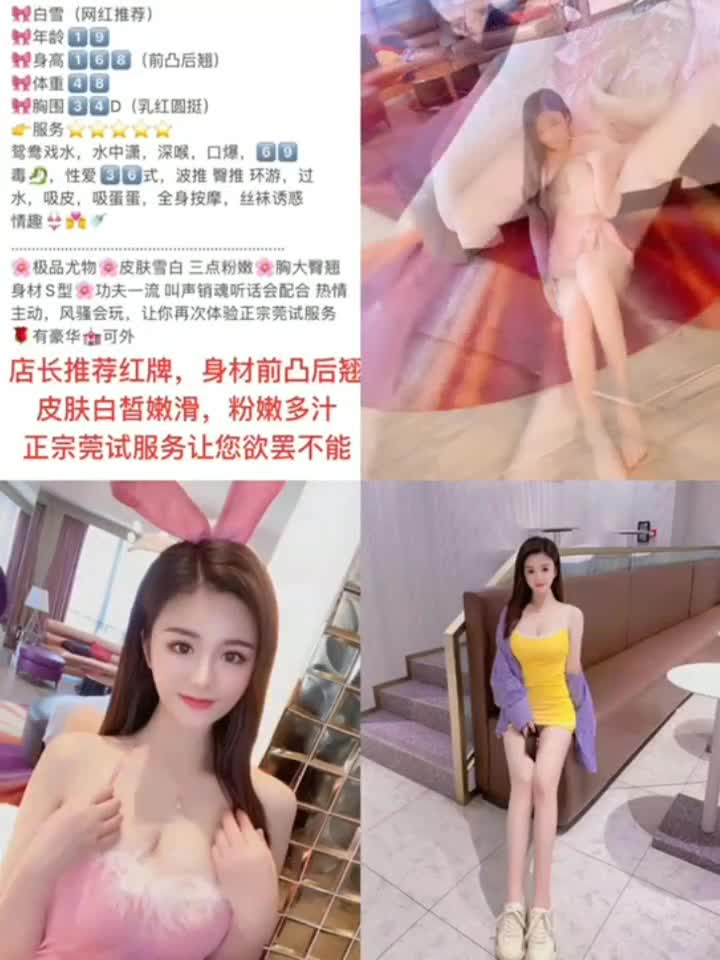 🎀白雪（网红推荐）
🎀年龄1️⃣9️⃣
🎀身高1️⃣6️⃣8️⃣（前凸后翘）
🎀体重4️⃣8️⃣
🎀胸围3️⃣4️⃣D（乳红圆挺）
👉服务⭐⭐⭐⭐⭐
鸳鸯戏水，水中潇，深喉，口爆，6️⃣9️⃣
毒🐉，性爱3️⃣6️⃣式，波推 臀推 环游，过
水，吸皮，吸蛋蛋，全身按摩，丝袜诱惑
情趣👙💏🚿
🌸极品尤物🌸皮肤雪白 三点粉嫩🌸胸大臀翘
身材S型🌸功夫一流 叫声销魂听话会配合 热情
主动，风骚会玩，让你再次体验正宗莞试服务
🌹有豪华🏩可外
店长推荐红牌，身材前凸后翘
皮肤白皙嫩滑，粉嫩多汁
正宗莞试服务让您欲罢不能